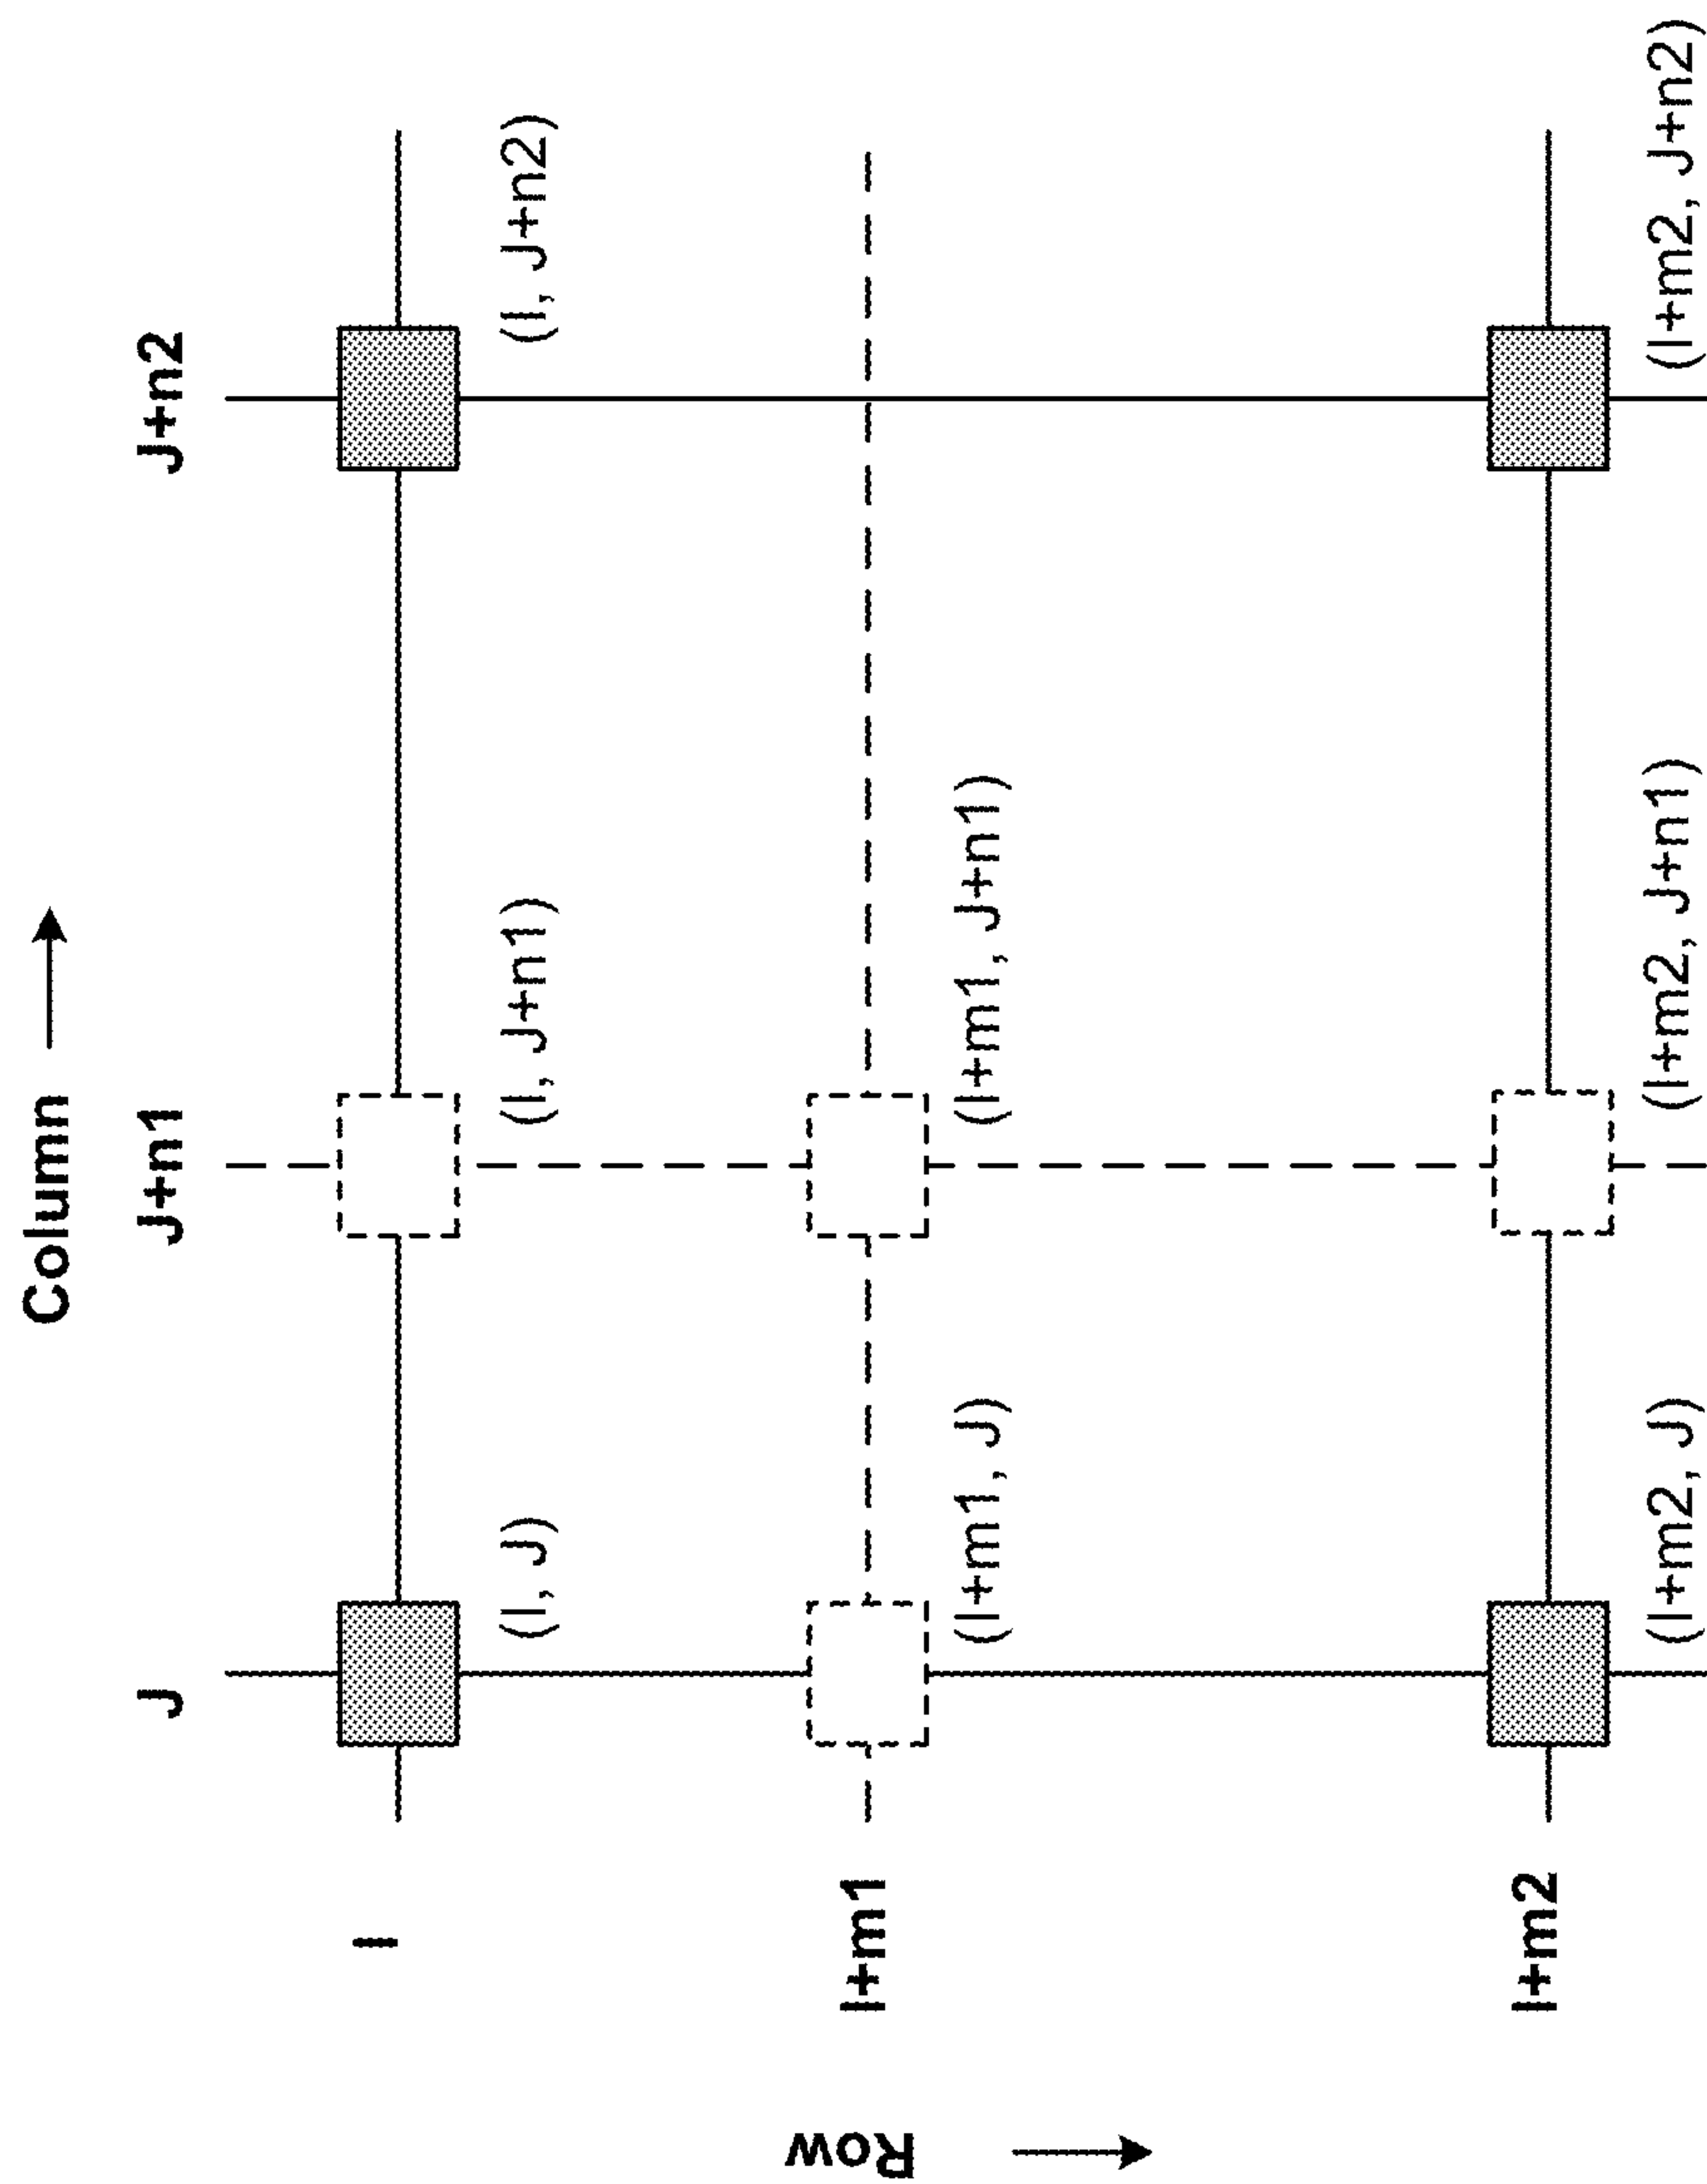 Column
J J+n1 J+n2
I
(I, J) (I, J+n1) (I, J+n2)
Row
I+m1
(I+m1, J) (I+m1, J+n1)
I+m2
(I+m2, J) (I+m2, J+n1) (I+m2, J+n2)